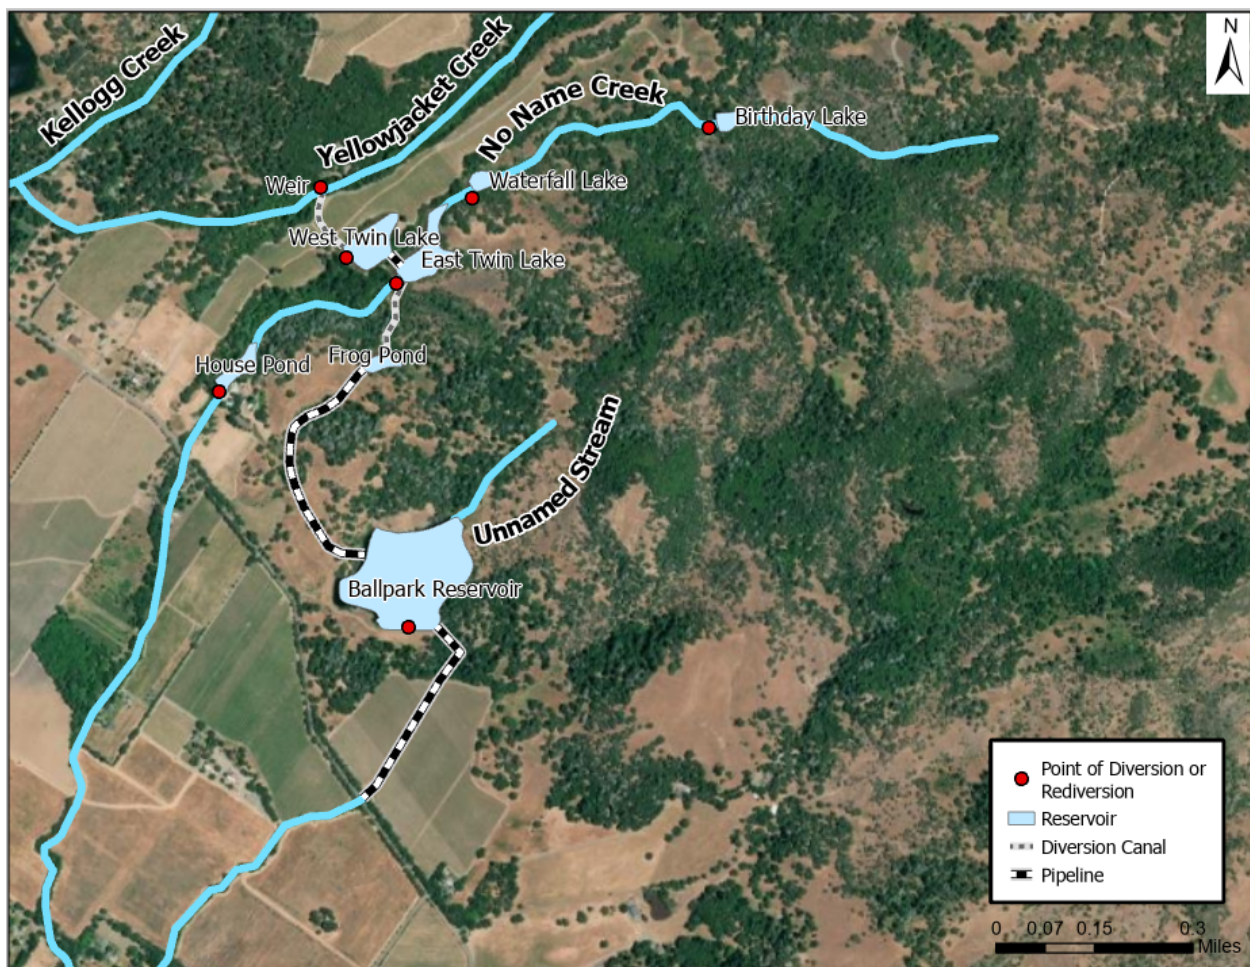 N
Kellogg Creek
Yellowjacket Creek
No Name Creek
Birthday Lake
Weir
Waterfall Lake
West Twin Lake
East Twin Lake
House Pond
Frog Pond
Unnamed Stream
Ballpark Reservoir
Point of Diversion or
Rediversion
Reservoir
Diversion Canal
Pipeline
0 0.07 0.15 0.3
Miles